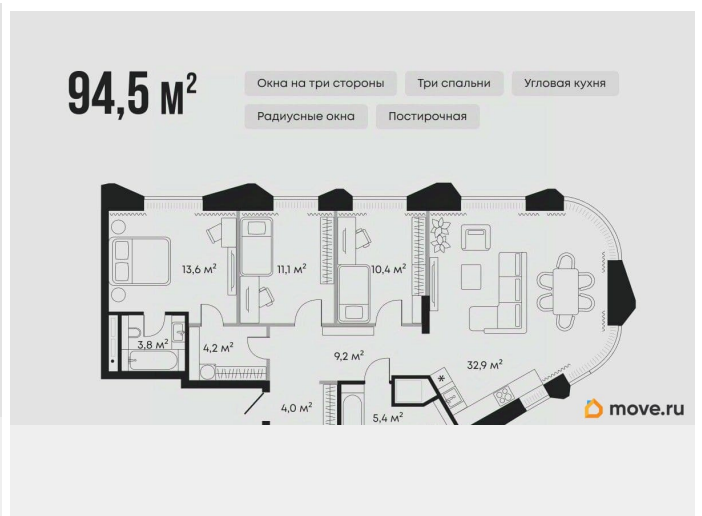 94,5 м²
Окна на три стороны
Три спальни
Угловая кухня
Радиусные окна
Постирочная
13,6 м²
11,1 м²
10,4 м²
3,8 м²
4,2 м²
9,2 м²
32,9 м²
4,0 м²
5,4 м²
move.ru